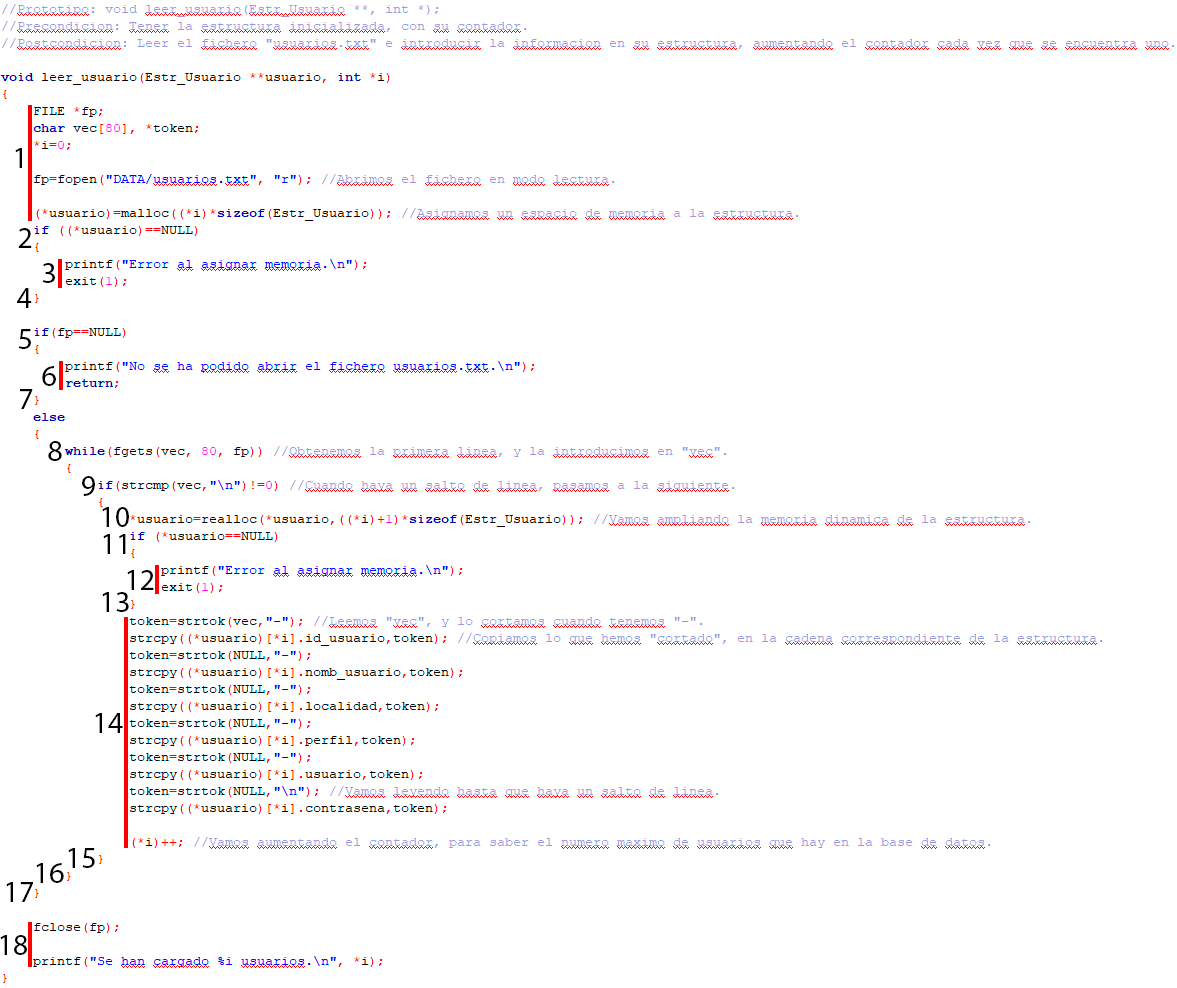 //Prototipo: void leer_usuario(Estr_Usuario **, int *);
//Precondicion: Tener la estructura inicializada, con su contador.
//Postcondicion: Leer el fichero "usuarios.txt" e introducir la informacion en su estructura, aumentando el contador cada vez que se encuentra uno.
void leer_usuario(Estr_Usuario **usuario, int *i)
{
FILE *fp;
char vec[80], *token;
*i=0;
1
fp=fopen("DATA/usuarios.txt", "r"); //Abrimos el fichero en modo lectura.
(*usuario)=malloc((*i)*sizeof(Estr_Usuario)); //Asignamos un espacio de memoria a la estructura.
2 if ((*usuario)==NULL)
{
3 printf("Error al asignar memoria.\n");
exit(1);
4 }
5 if(fp==NULL)
{
6 printf("No se ha podido abrir el fichero usuarios.txt.\n");
return;
7 }
else
{
8 while(fgets(vec, 80, fp)) //Obtenemos la primera linea, y la introducimos en "vec".
{
9 if(strcmp(vec,"\n")!=0) //Cuando haya un salto de linea, pasamos a la siguiente.
{
10 *usuario=realloc(*usuario,((*i)+1)*sizeof(Estr_Usuario)); //Vamos ampliando la memoria dinamica de la estructura.
11 if (*usuario==NULL)
{
12 printf("Error al asignar memoria.\n");
exit(1);
13 }
token=strtok(vec,"-"); //Leemos "vec", y lo cortamos cuando tenemos "-".
strcpy((*usuario)[*i].id_usuario,token); //Copiamos lo que hemos "cortado", en la cadena correspondiente de la estructura.
token=strtok(NULL,"-");
strcpy((*usuario)[*i].nomb_usuario,token);
token=strtok(NULL,"-");
strcpy((*usuario)[*i].localidad,token);
14 token=strtok(NULL,"-");
strcpy((*usuario)[*i].perfil,token);
token=strtok(NULL,"-");
strcpy((*usuario)[*i].usuario,token);
token=strtok(NULL,"\n"); //Vamos leyendo hasta que haya un salto de linea.
strcpy((*usuario)[*i].contrasena,token);
(*i)++; //Vamos aumentando el contador, para saber el numero maximo de usuarios que hay en la base de datos.
15 }
16 }
17 }
fclose(fp);
18
printf("Se han cargado %i usuarios.\n", *i);
}